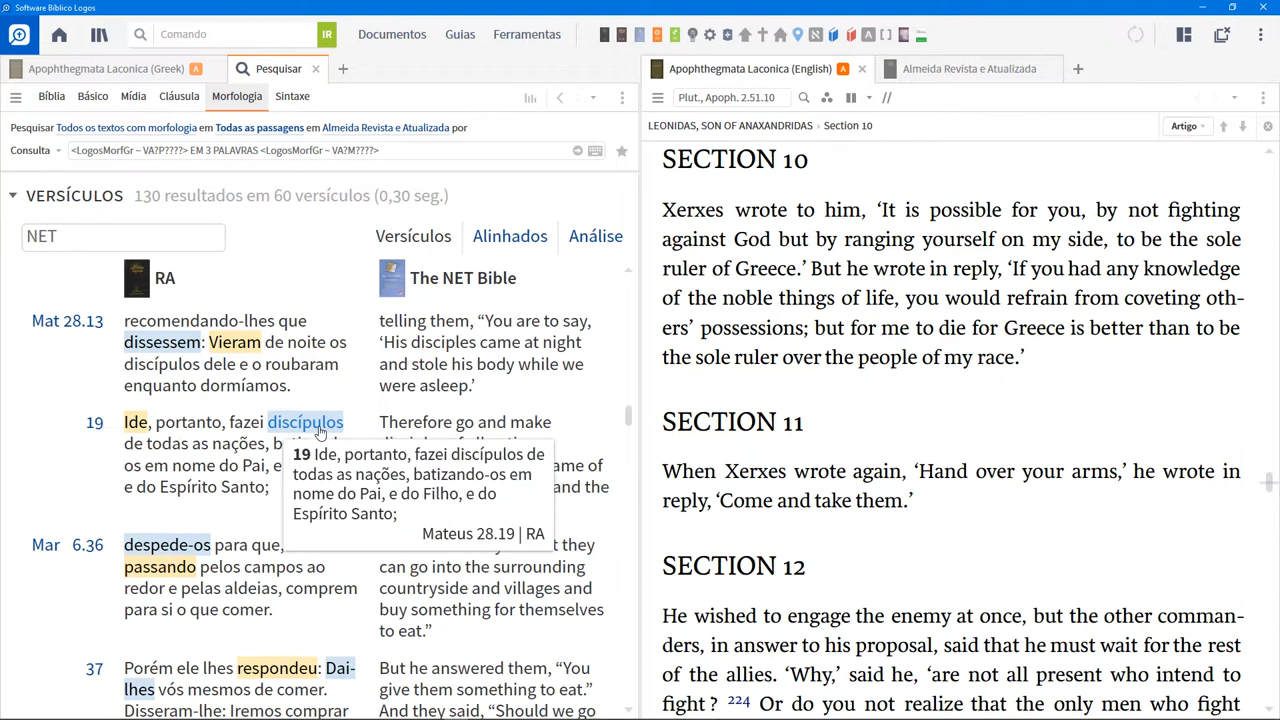 Software Bíblico Logos
Comando
IR
Documentos
Guias
Ferramentas
Apophthegmata Laconica (Greek)
A
Pesquisar
Bíblia
Básico
Mídia
Cláusula
Morfologia
Sintaxe
Pesquisar Todos os textos com morfologia em Todas as passagens em Almeida Revista e Atualizada por
Consulta
<LogosMorfGr ~ VA?P????> EM 3 PALAVRAS <LogosMorfGr ~ VA?M????>
VERSÍCULOS 130 resultados em 60 versículos (0,30 seg.)
NET
Versículos
Alinhados
Análise
RA
The NET Bible
Mat 28.13
recomendando-lhes que
dissessem: Vieram de noite os
discípulos dele e o roubaram
enquanto dormíamos.
telling them, “You are to say,
‘His disciples came at night
and stole his body while we
were asleep.’
19
Ide, portanto, fazei discípulos
de todas as nações,
os em nome do Pai, e
e do Espírito Santo;
Therefore go and make
ame of
and the
19 Ide, portanto, fazei discípulos de
todas as nações, batizando-os em
nome do Pai, e do Filho, e do
Espírito Santo;
Mateus 28.19 | RA
Mar 6.36
despede-os para que,
passando pelos campos ao
redor e pelas aldeias, comprem
para si o que comer.
they
can go into the surrounding
countryside and villages and
buy something for themselves
to eat.”
37
Porém ele lhes respondeu: Dai-
lhes vós mesmos de comer.
Disseram-lhe: Iremos comprar
But he answered them, “You
give them something to eat.”
And they said, “Should we go
Apophthegmata Laconica (English)
A
Almeida Revista e Atualizada
Plut., Apoph. 2.51.10
LEONIDAS, SON OF ANAXANDRIDAS › Section 10
Artigo
SECTION 10
Xerxes wrote to him, ‘It is possible for you, by not fighting
against God but by ranging yourself on my side, to be the sole
ruler of Greece.’ But he wrote in reply, ‘If you had any knowledge
of the noble things of life, you would refrain from coveting oth-
ers’ possessions; but for me to die for Greece is better than to be
the sole ruler over the people of my race.’
SECTION 11
When Xerxes wrote again, ‘Hand over your arms,’ he wrote in
reply, ‘Come and take them.’
SECTION 12
He wished to engage the enemy at once, but the other comman-
ders, in answer to his proposal, said that he must wait for the rest
of the allies. ‘Why,’ said he, ‘are not all present who intend to
fight ? 224 Or do you not realize that the only men who fight